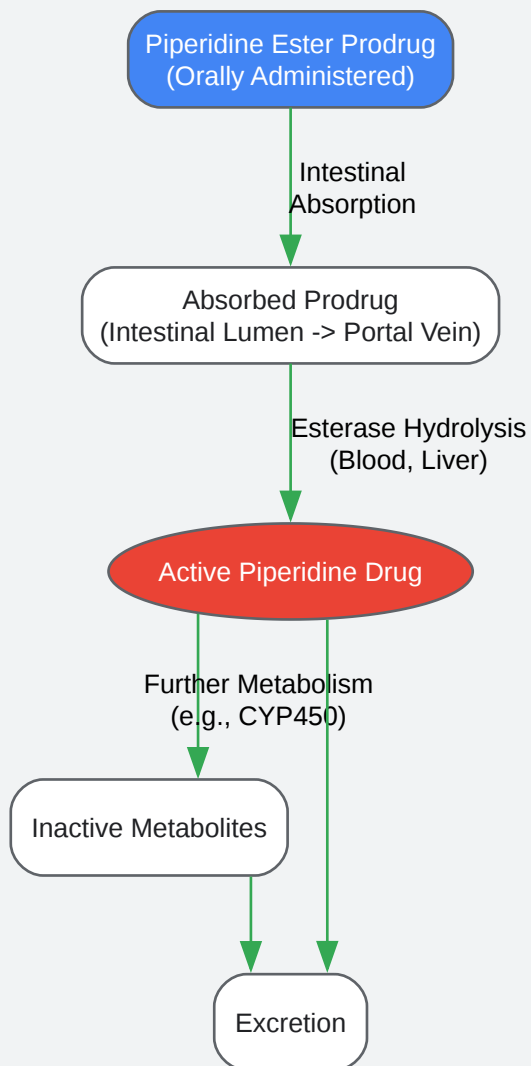 Piperidine Ester Prodrug
(Orally Administered)
Intestinal
Absorption
Absorbed Prodrug
(Intestinal Lumen -> Portal Vein)
Esterase Hydrolysis
(Blood, Liver)
Active Piperidine Drug
Further Metabolism
(e.g., CYP450)
Inactive Metabolites
Excretion